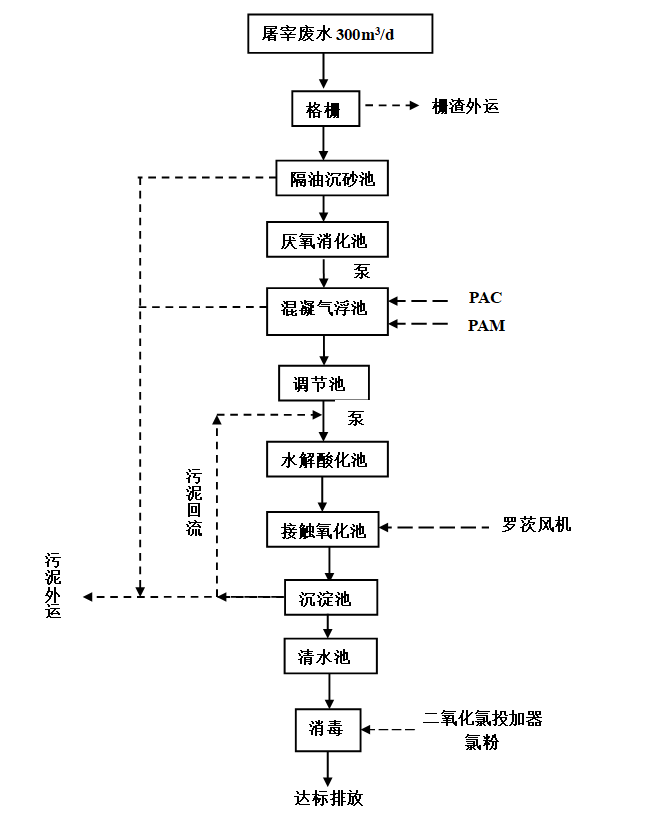 屠宰废水 300m³/d
格栅
栅渣外运
隔油沉砂池
厌氧消化池
泵
混凝气浮池
PAC
PAM
调节池
泵
水解酸化池
污泥回流
接触氧化池
罗茨风机
污泥外运
沉淀池
清水池
消毒
二氧化氯投加器
氯粉
达标排放